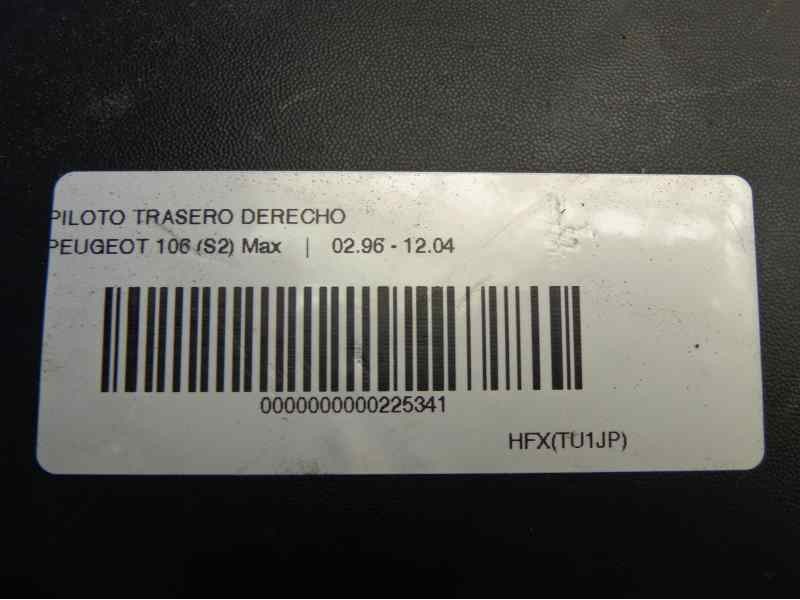 PILOTO TRASERO DERECHO
PEUGEOT 106 (S2) Max | 02.96 - 12.04
0000000000225341
HFX(TU1JP)